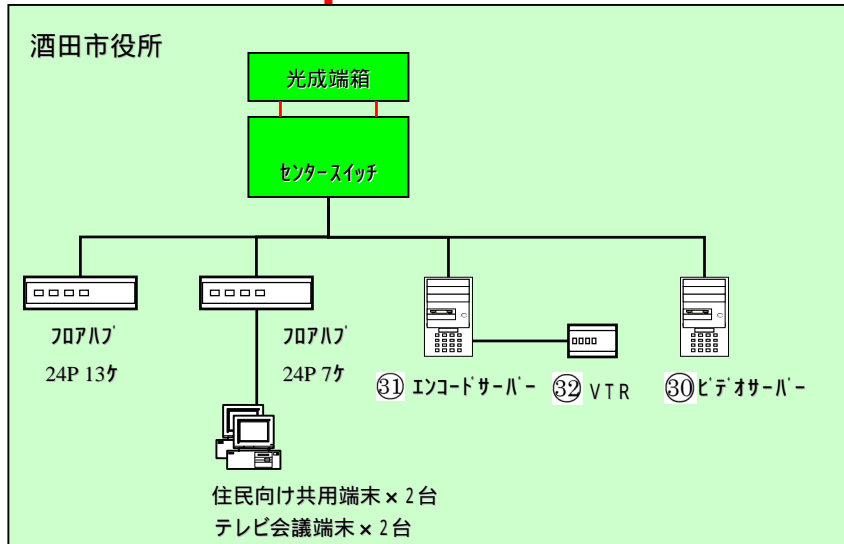 酒田市役所
光成端箱
センタースイッチ
ﾌﾛｱﾊﾌﾞ
24P 13ｹ
ﾌﾛｱﾊﾌﾞ
24P 7ｹ
㉛ ｴﾝｺｰﾄﾞｻｰﾊﾞｰ
㉜ ＶＴＲ
㉚ ﾋﾞﾃﾞｵｻｰﾊﾞｰ
住民向け共用端末×2台
テレビ会議端末×2台